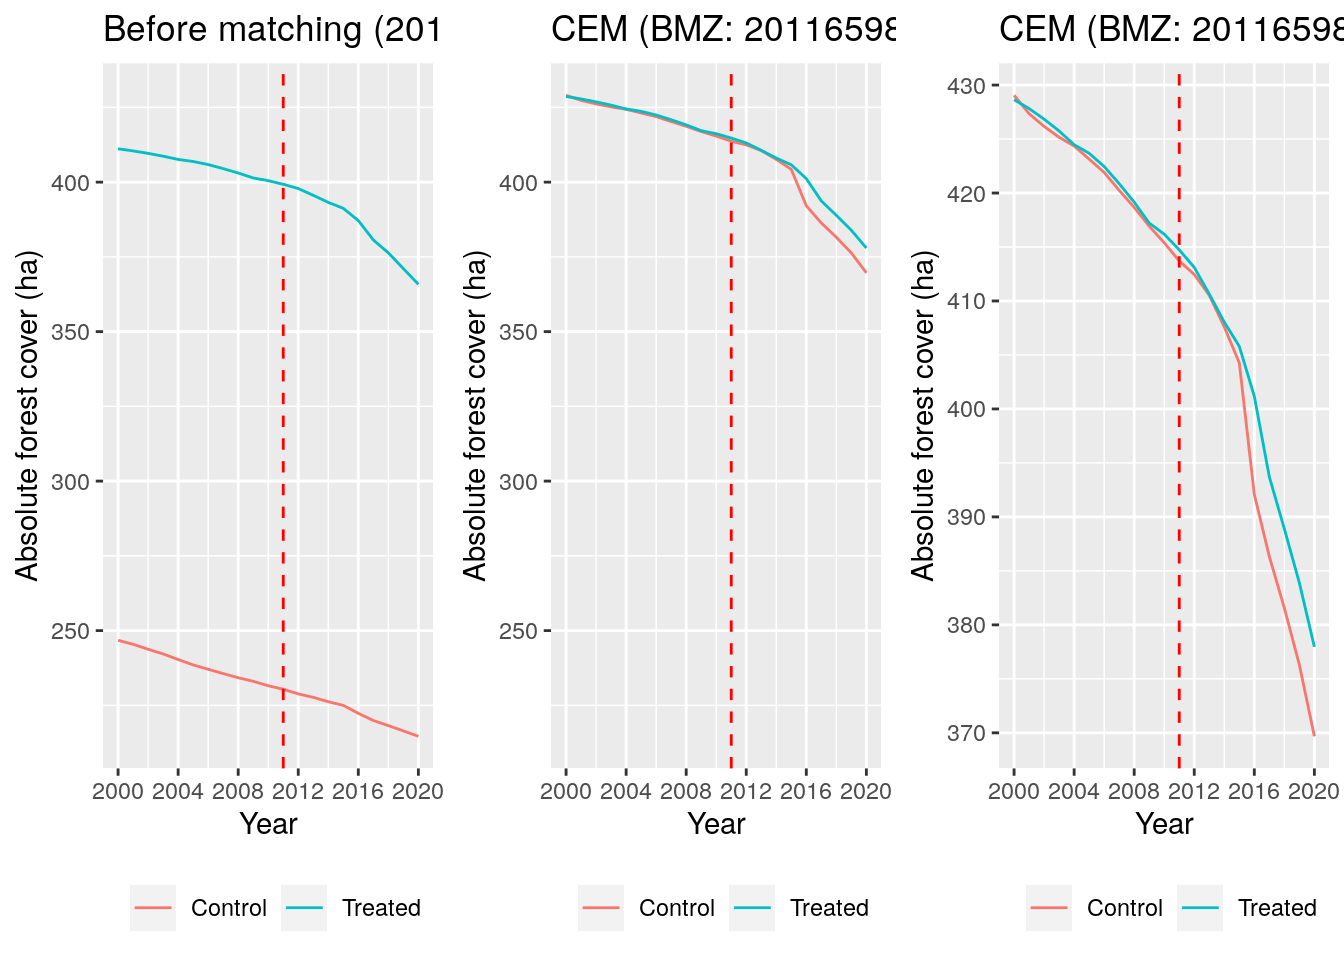 Before matching (201
Absolute forest cover (ha)
400
350
300
250
2000 2004 2008 2012 2016 2020
Year
Control Treated
CEM (BMZ: 20116598
Absolute forest cover (ha)
400
350
300
250
2000 2004 2008 2012 2016 2020
Year
Control Treated
CEM (BMZ: 20116598
Absolute forest cover (ha)
430
420
410
400
390
380
370
2000 2004 2008 2012 2016 2020
Year
Control Treated